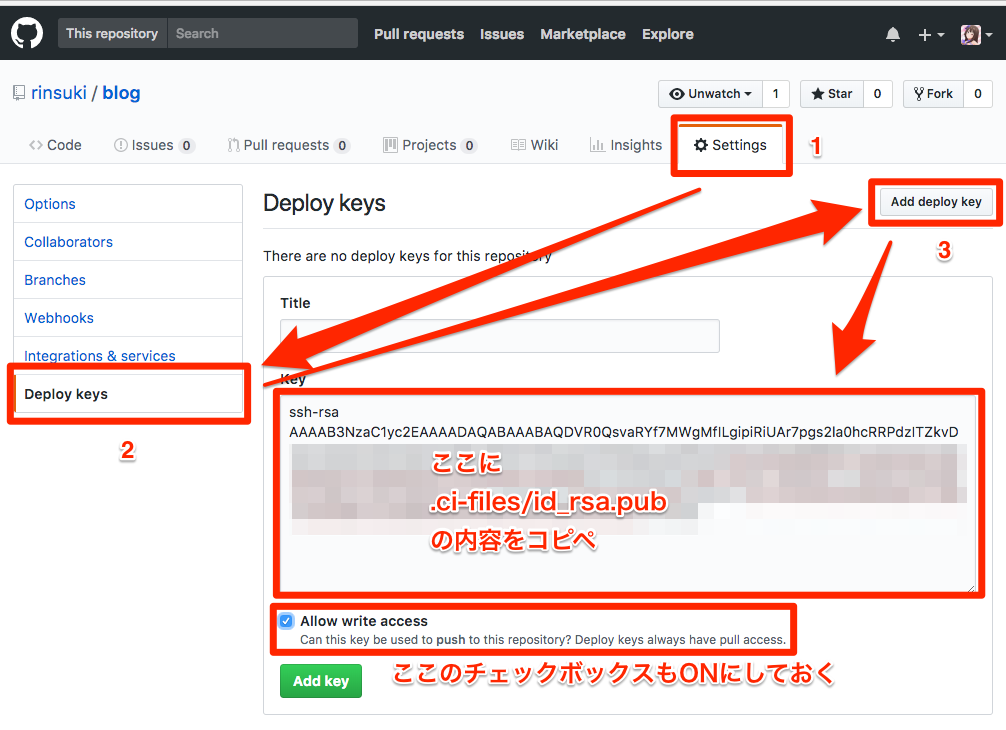 This repository Search Pull requests Issues Marketplace Explore
rinsuki / blog
Unwatch 1 Star 0 Fork 0
Code Issues 0 Pull requests 0 Projects 0 Wiki Insights Settings
1
Options
Collaborators
Branches
Webhooks
Integrations & services
Deploy keys
2
Deploy keys
Add deploy key
3
There are no deploy keys for this repository
Title
Key
ssh-rsa
AAAAB3NzaC1yc2EAAAADAQABAAABAQDVR0QsvaRYf7MWgMfILgipiRiUAr7pgs2la0hcRRPdzITZkvD
ここに
.ci-files/id_rsa.pub
の内容をコピペ
Allow write access
Can this key be used to push to this repository? Deploy keys always have pull access.
Add key
ここのチェックボックスもONにしておく